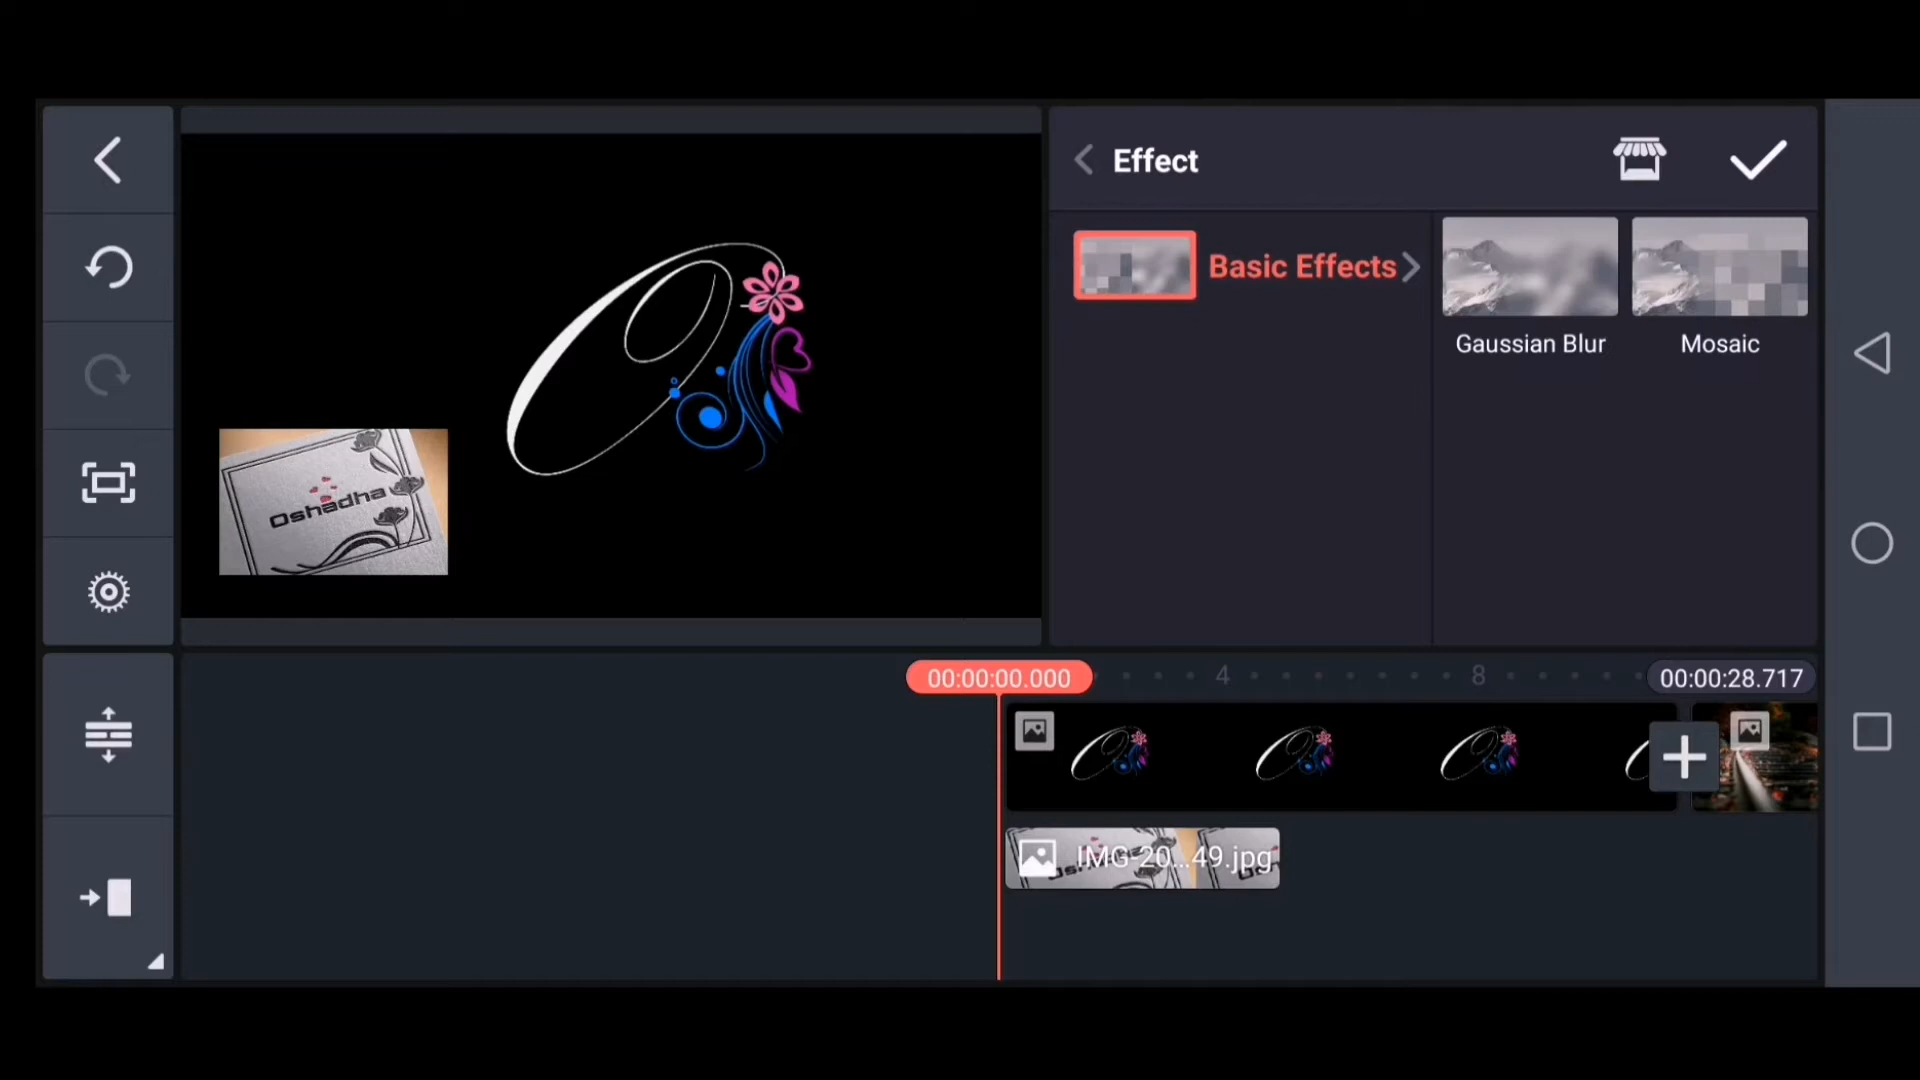 Effect
Basic Effects
Gaussian Blur
Mosaic
Oshadha
00:00:00.000
4
8
00:00:28.717
IMG-20...49.jpg